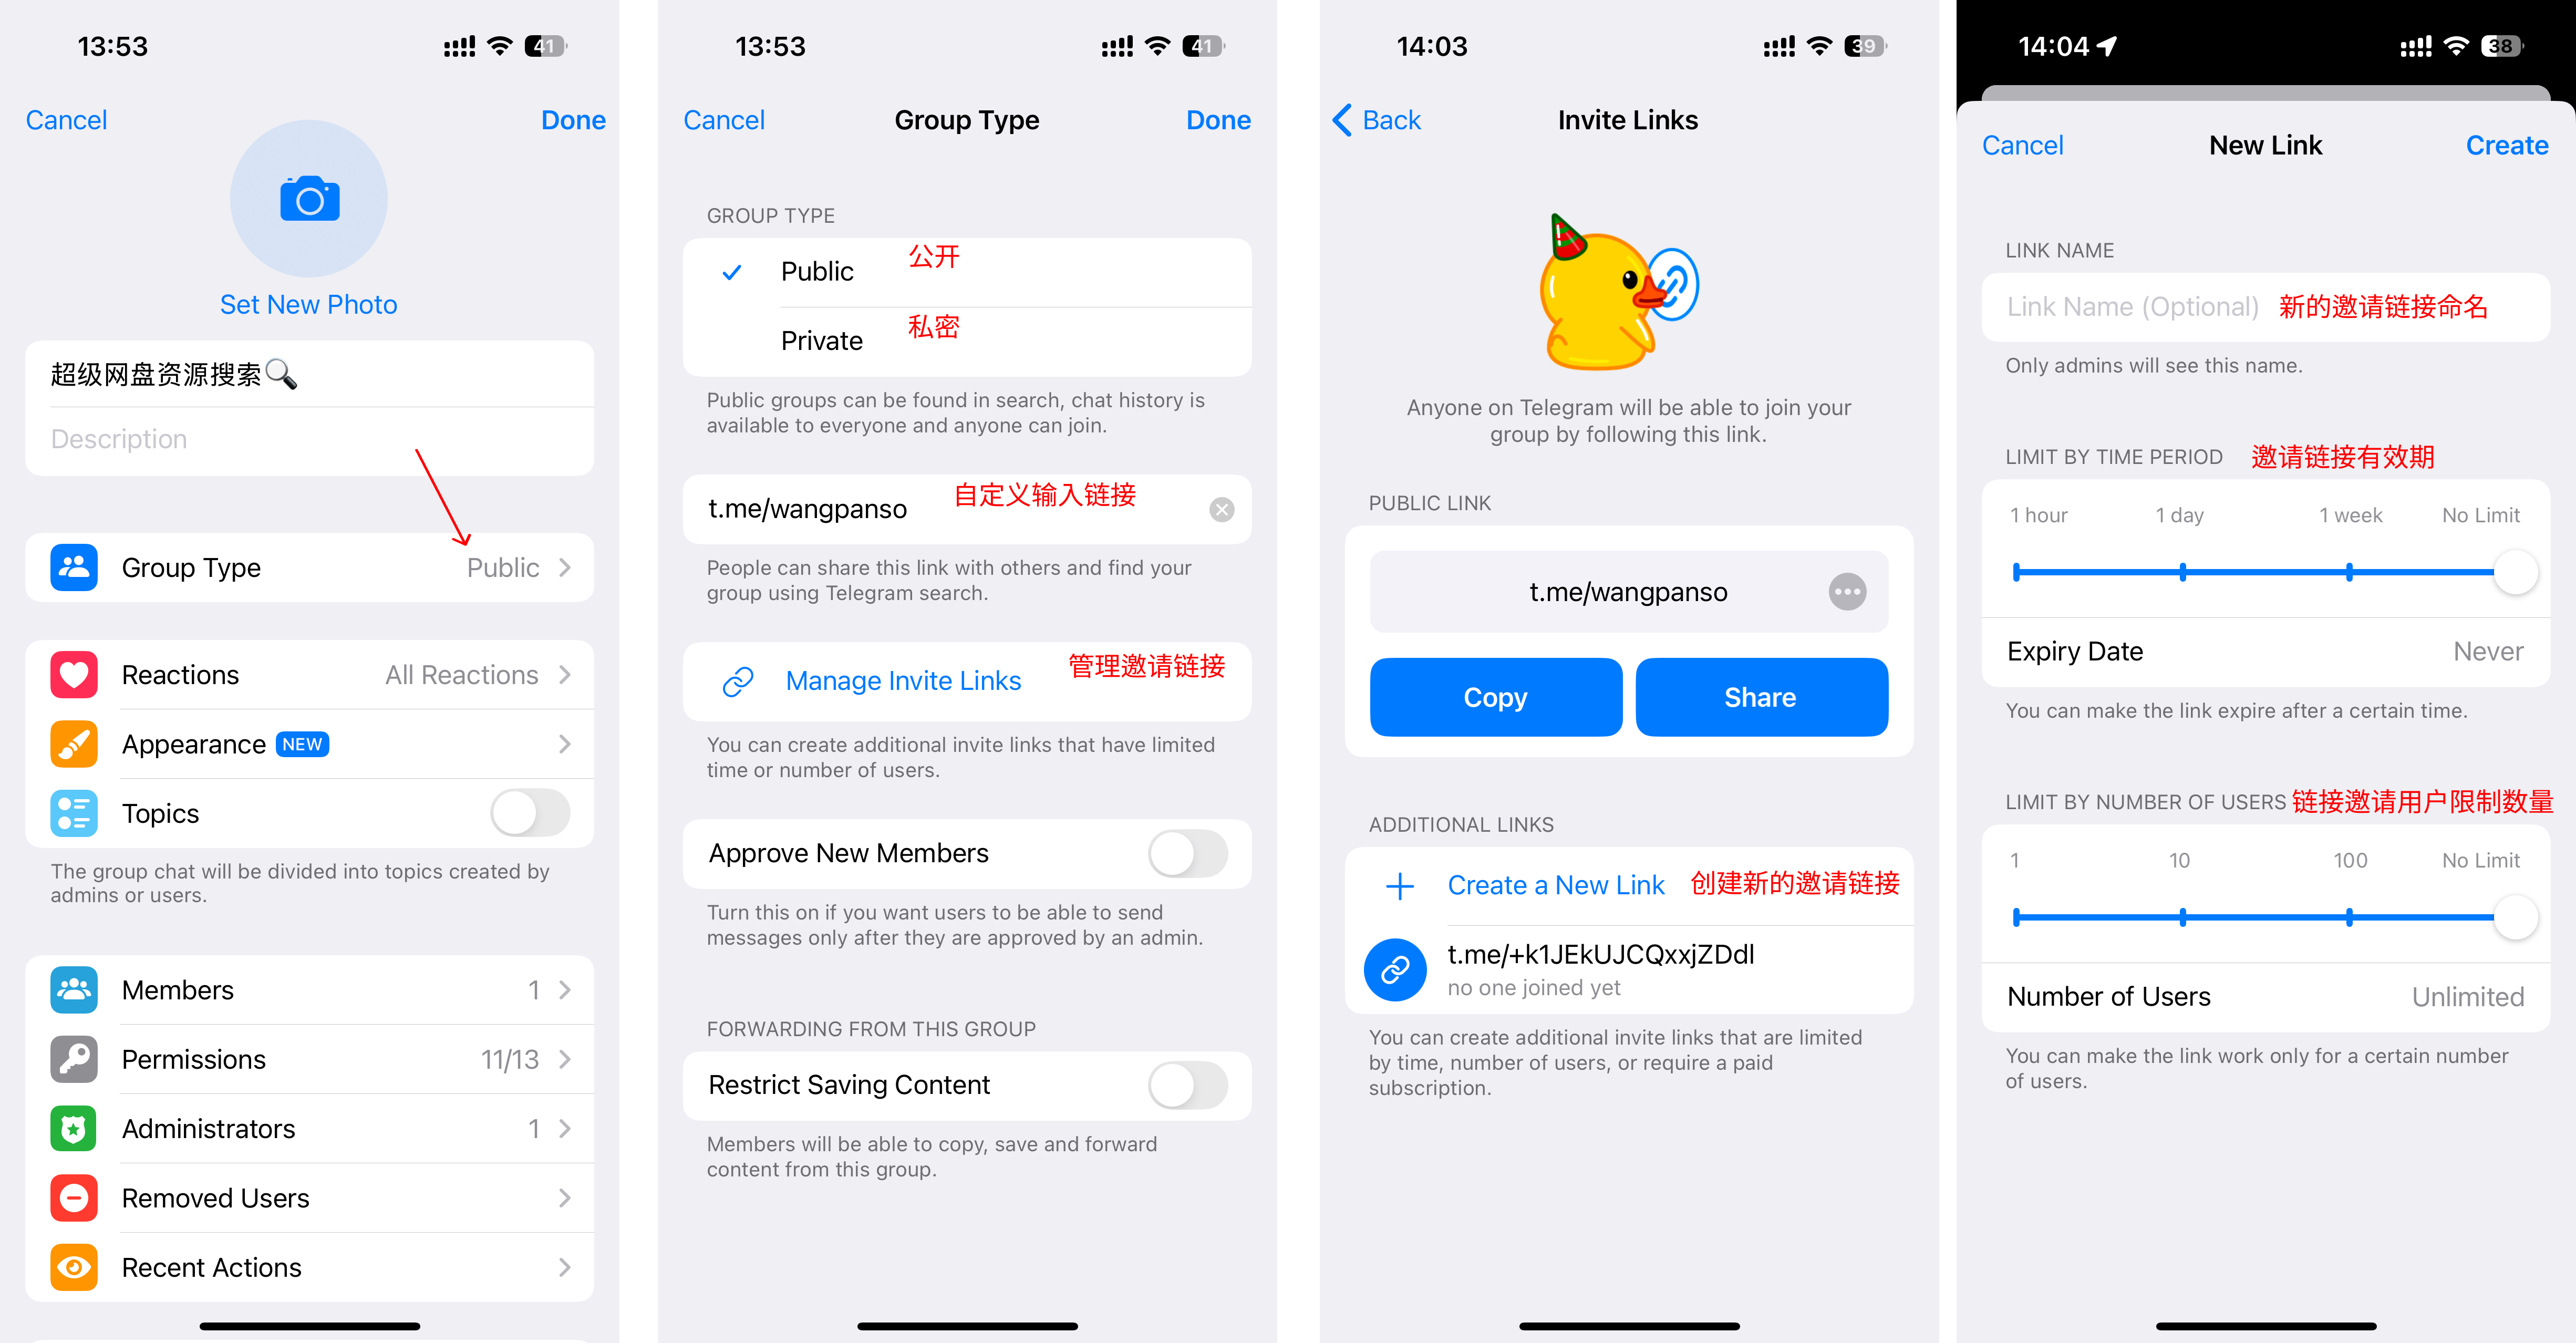 13:53
41
Cancel
Done
Set New Photo
超级网盘资源搜索🔍
Description
Group Type
Public
Reactions
All Reactions
Appearance
NEW
Topics
The group chat will be divided into topics created by
admins or users.
Members
1
Permissions
11/13
Administrators
1
Removed Users
Recent Actions
13:53
41
Cancel
Group Type
Done
GROUP TYPE
Public
公开
Private
私密
Public groups can be found in search, chat history is
available to everyone and anyone can join.
t.me/wangpanso
自定义输入链接
People can share this link with others and find your
group using Telegram search.
Manage Invite Links
管理邀请链接
You can create additional invite links that have limited
time or number of users.
Approve New Members
Turn this on if you want users to be able to send
messages only after they are approved by an admin.
FORWARDING FROM THIS GROUP
Restrict Saving Content
Members will be able to copy, save and forward
content from this group.
14:03
39
Back
Invite Links
Anyone on Telegram will be able to join your
group by following this link.
PUBLIC LINK
t.me/wangpanso
Copy
Share
ADDITIONAL LINKS
Create a New Link
创建新的邀请链接
t.me/+k1JEkUJCQxxjZDdl
no one joined yet
You can create additional invite links that are limited
by time, number of users, or require a paid
subscription.
14:04
38
Cancel
New Link
Create
LINK NAME
Link Name (Optional)
新的邀请链接命名
Only admins will see this name.
LIMIT BY TIME PERIOD
邀请链接有效期
1 hour
1 day
1 week
No Limit
Expiry Date
Never
You can make the link expire after a certain time.
LIMIT BY NUMBER OF USERS
链接邀请用户限制数量
1
10
100
No Limit
Number of Users
Unlimited
You can make the link work only for a certain number
of users.